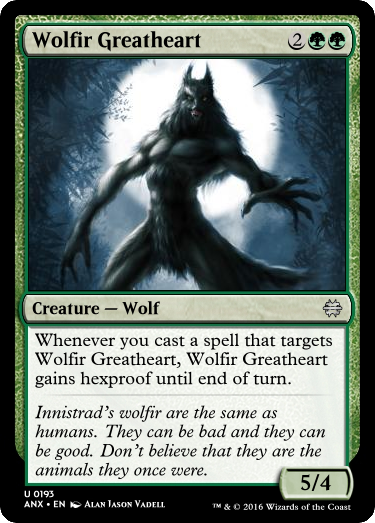 Wolfir Greatheart 2
Creature — Wolf
Whenever you cast a spell that targets
Wolfir Greatheart, Wolfir Greatheart
gains hexproof until end of turn.
Innistrad's wolfir are the same as
humans. They can be bad and they can
be good. Don't believe that they are the
animals they once were.
5/4
U 0193
ANX • EN Alan Jason Vadell ™ & © 2016 Wizards of the Coast